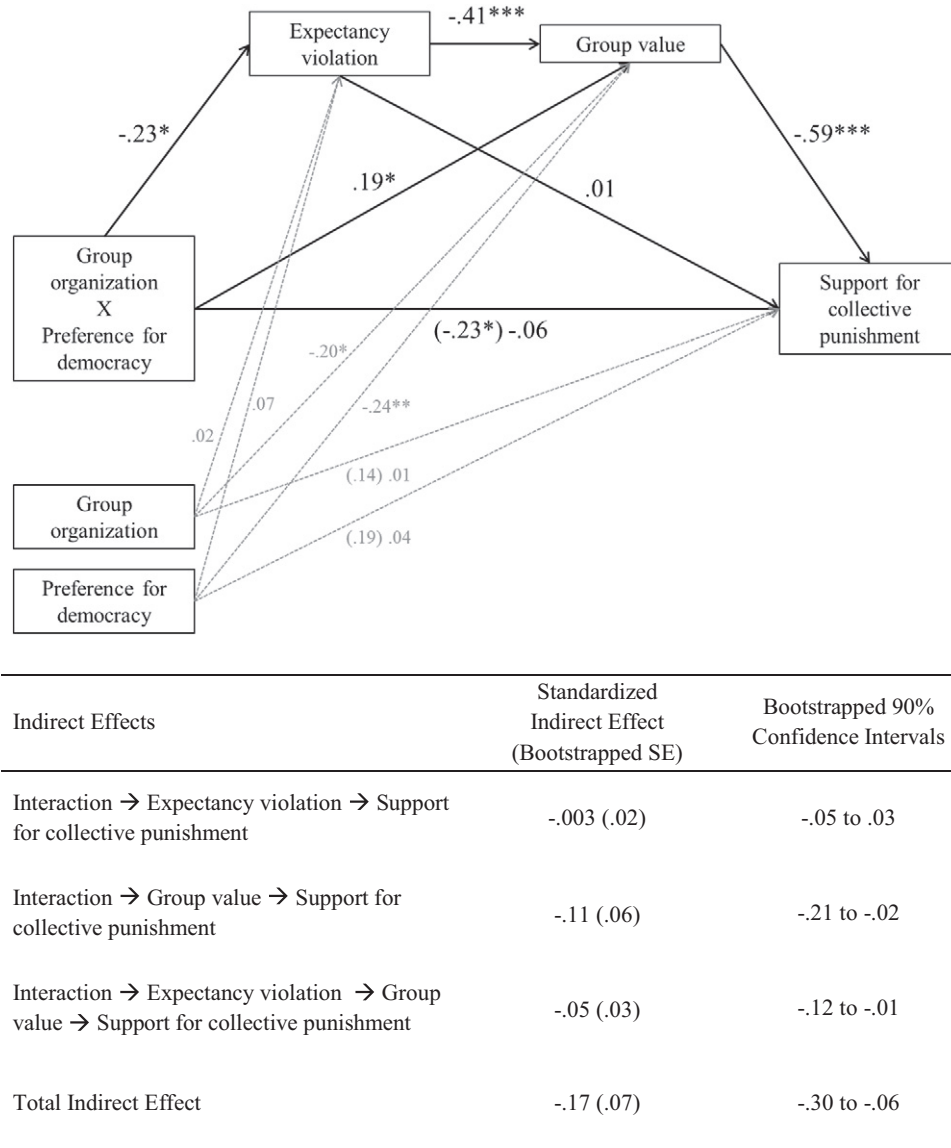 Expectancy
violation
-.41***
Group value
-.23*
-.59***
.19*
.01
Group
organization
X
Preference for
democracy
Support for
collective
punishment
(-.23*) -.06
-.20*
.07
-.24**
.02
(.14) .01
Group
organization
(.19) .04
Preference for
democracy
Indirect Effects
Standardized
Indirect Effect
(Bootstrapped SE)
Bootstrapped 90%
Confidence Intervals
Interaction → Expectancy violation → Support
for collective punishment
-.003 (.02)
-.05 to .03
Interaction → Group value → Support for
collective punishment
-.11 (.06)
-.21 to -.02
Interaction → Expectancy violation → Group
value → Support for collective punishment
-.05 (.03)
-.12 to -.01
Total Indirect Effect
-.17 (.07)
-.30 to -.06